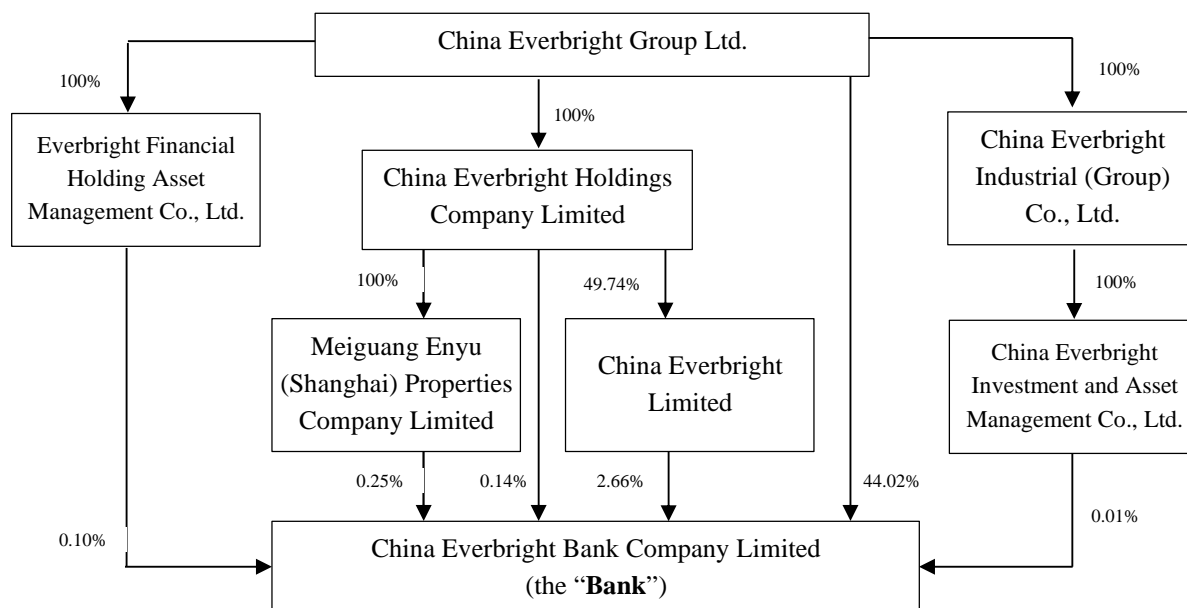 China Everbright Group Ltd.
100%
100%
100%
Everbright Financial
Holding Asset
Management Co., Ltd.
China Everbright Holdings
Company Limited
China Everbright
Industrial (Group)
Co., Ltd.
100%
49.74%
100%
Meiguang Enyu
(Shanghai) Properties
Company Limited
China Everbright
Limited
China Everbright
Investment and Asset
Management Co., Ltd.
0.25%
0.14%
2.66%
44.02%
0.10%
0.01%
China Everbright Bank Company Limited
(the “Bank”)